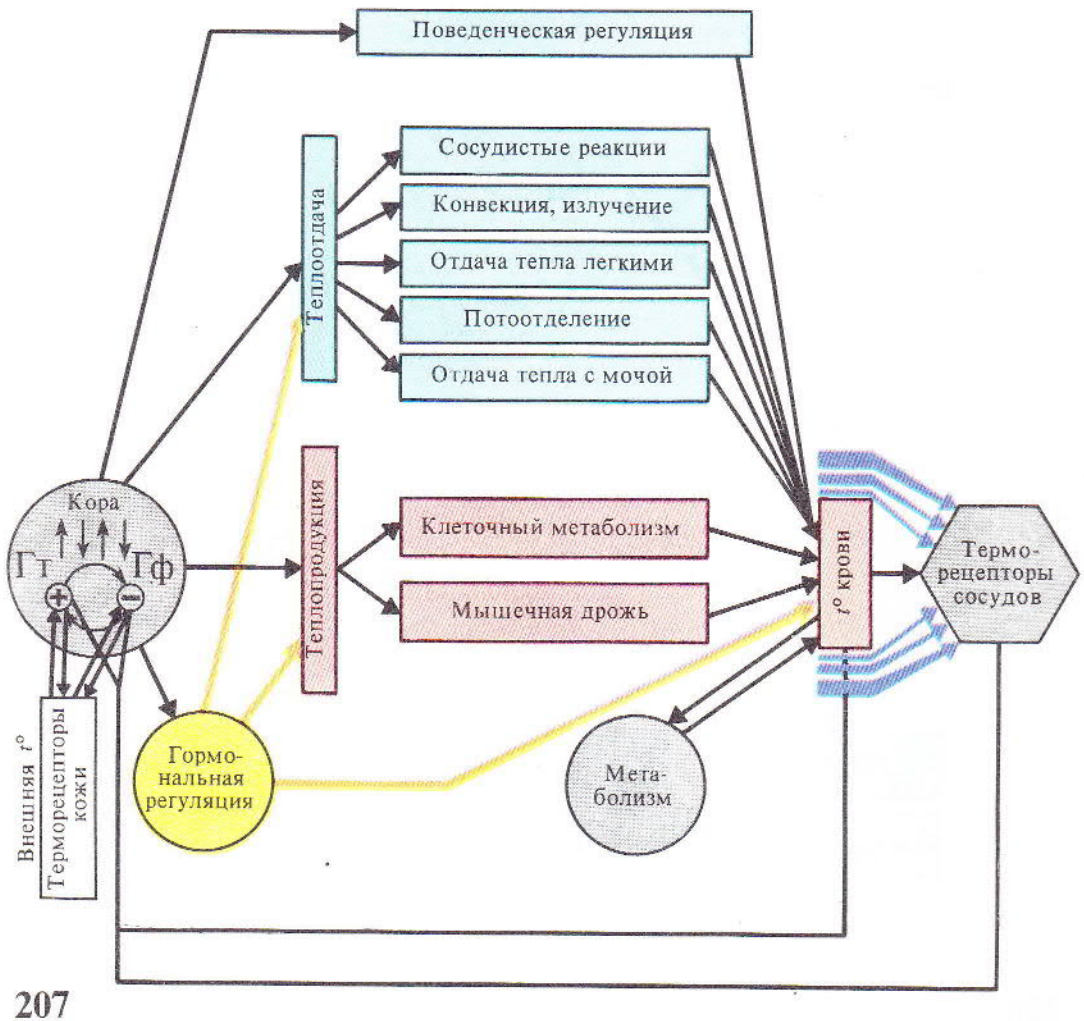 Поведенческая регуляция
Теплоотдача
Сосудистые реакции
Конвекция, излучение
Отдача тепла легкими
Потоотделение
Отдача тепла с мочой
Кора
Гт
Гф
+
−
Теплопродукция
Клеточный метаболизм
Мышечная дрожь
t° крови
Термо-
рецепторы
сосудов
Внешняя t°
Терморецепторы
кожи
Гормо-
нальная
регуляция
Мета-
болизм
207